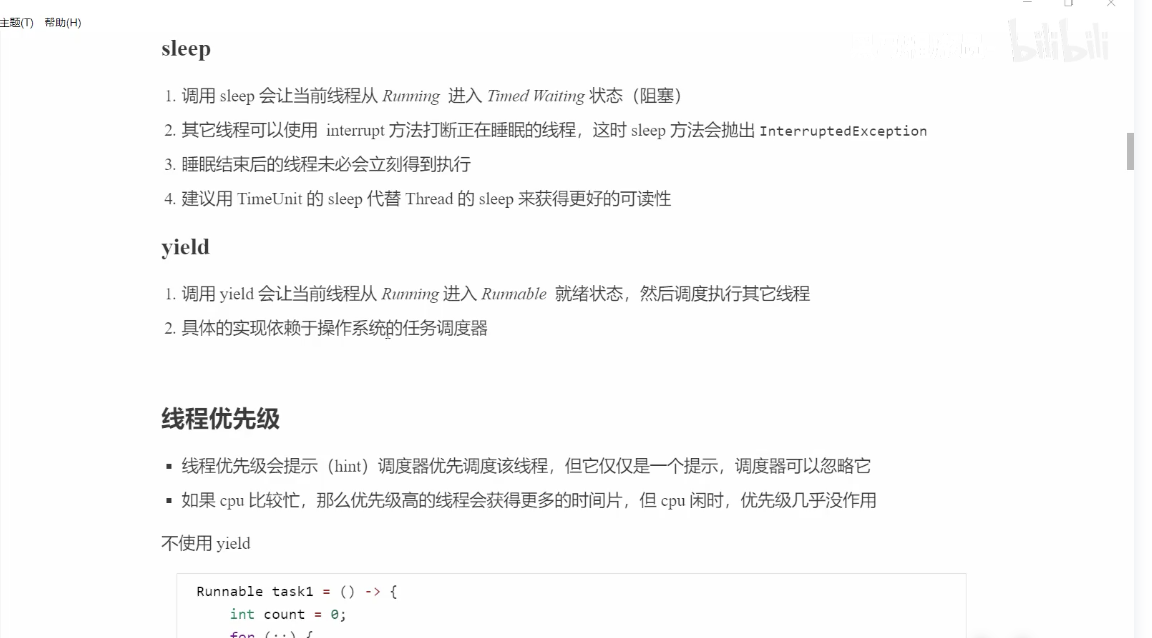 主题(T) 帮助(H)
bilibili
sleep
1. 调用 sleep 会让当前线程从 Running 进入 Timed Waiting 状态（阻塞）
2. 其它线程可以使用 interrupt 方法打断正在睡眠的线程，这时 sleep 方法会抛出 InterruptedException
3. 睡眠结束后的线程未必会立刻得到执行
4. 建议用 TimeUnit 的 sleep 代替 Thread 的 sleep 来获得更好的可读性
yield
1. 调用 yield 会让当前线程从 Running 进入 Runnable 就绪状态，然后调度执行其它线程
2. 具体的实现依赖于操作系统的任务调度器
线程优先级
▪ 线程优先级会提示（hint）调度器优先调度该线程，但它仅仅是一个提示，调度器可以忽略它
▪ 如果 cpu 比较忙，那么优先级高的线程会获得更多的时间片，但 cpu 闲时，优先级几乎没作用
不使用 yield
Runnable task1 = () -> {
int count = 0;
for (;;) {